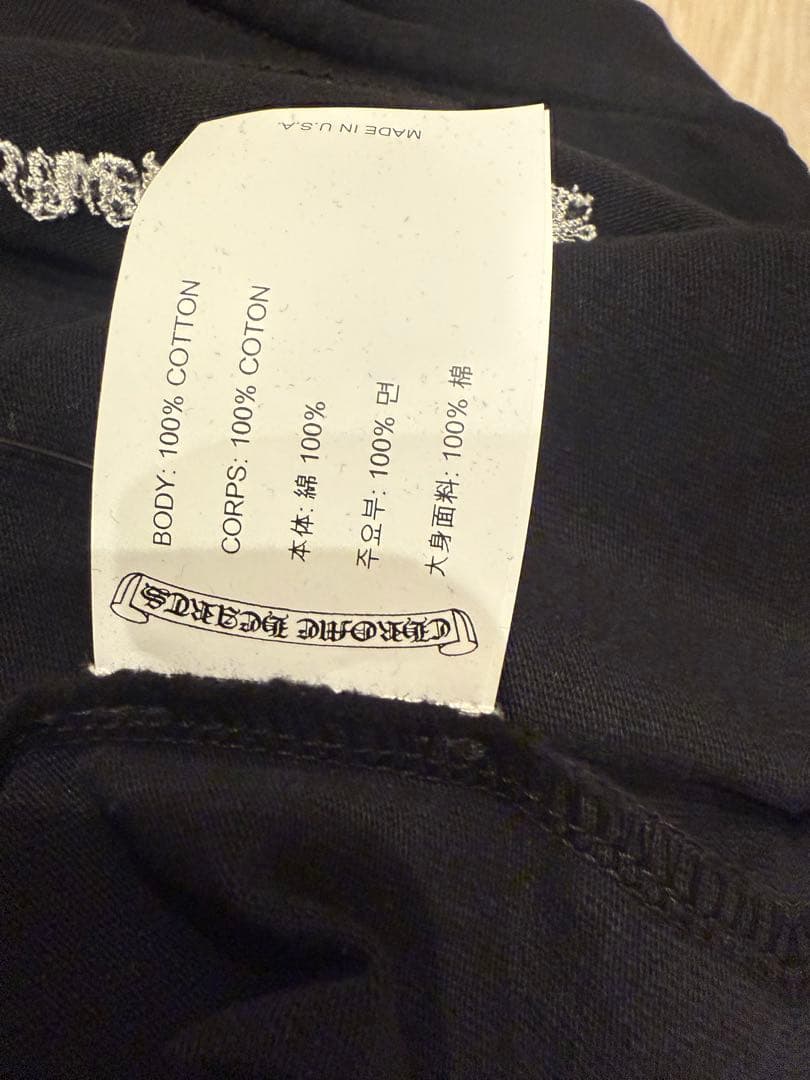 CHROME HEARTS
BODY: 100% COTTON
CORPS: 100% COTON
本体: 綿 100%
주요부: 100% 면
大身面料: 100% 棉
MADE IN U.S.A.